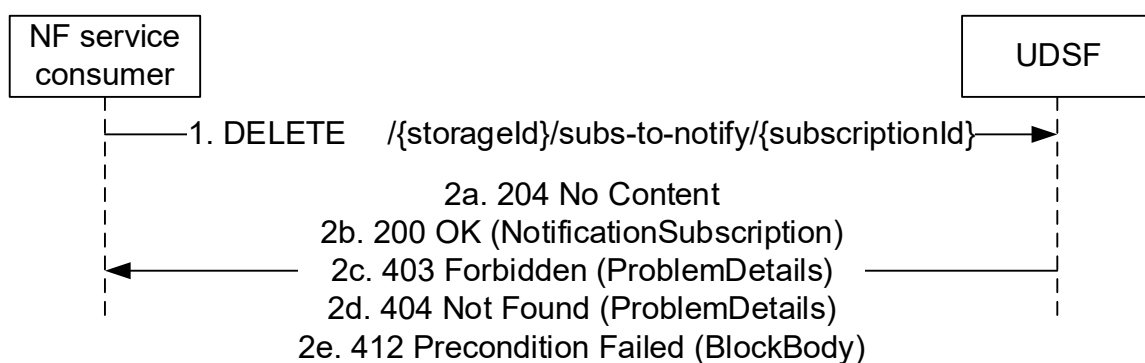 NF service
consumer
UDSF
1. DELETE /{storageId}/subs-to-notify/{subscriptionId}
2a. 204 No Content
2b. 200 OK (NotificationSubscription)
2c. 403 Forbidden (ProblemDetails)
2d. 404 Not Found (ProblemDetails)
2e. 412 Precondition Failed (BlockBody)